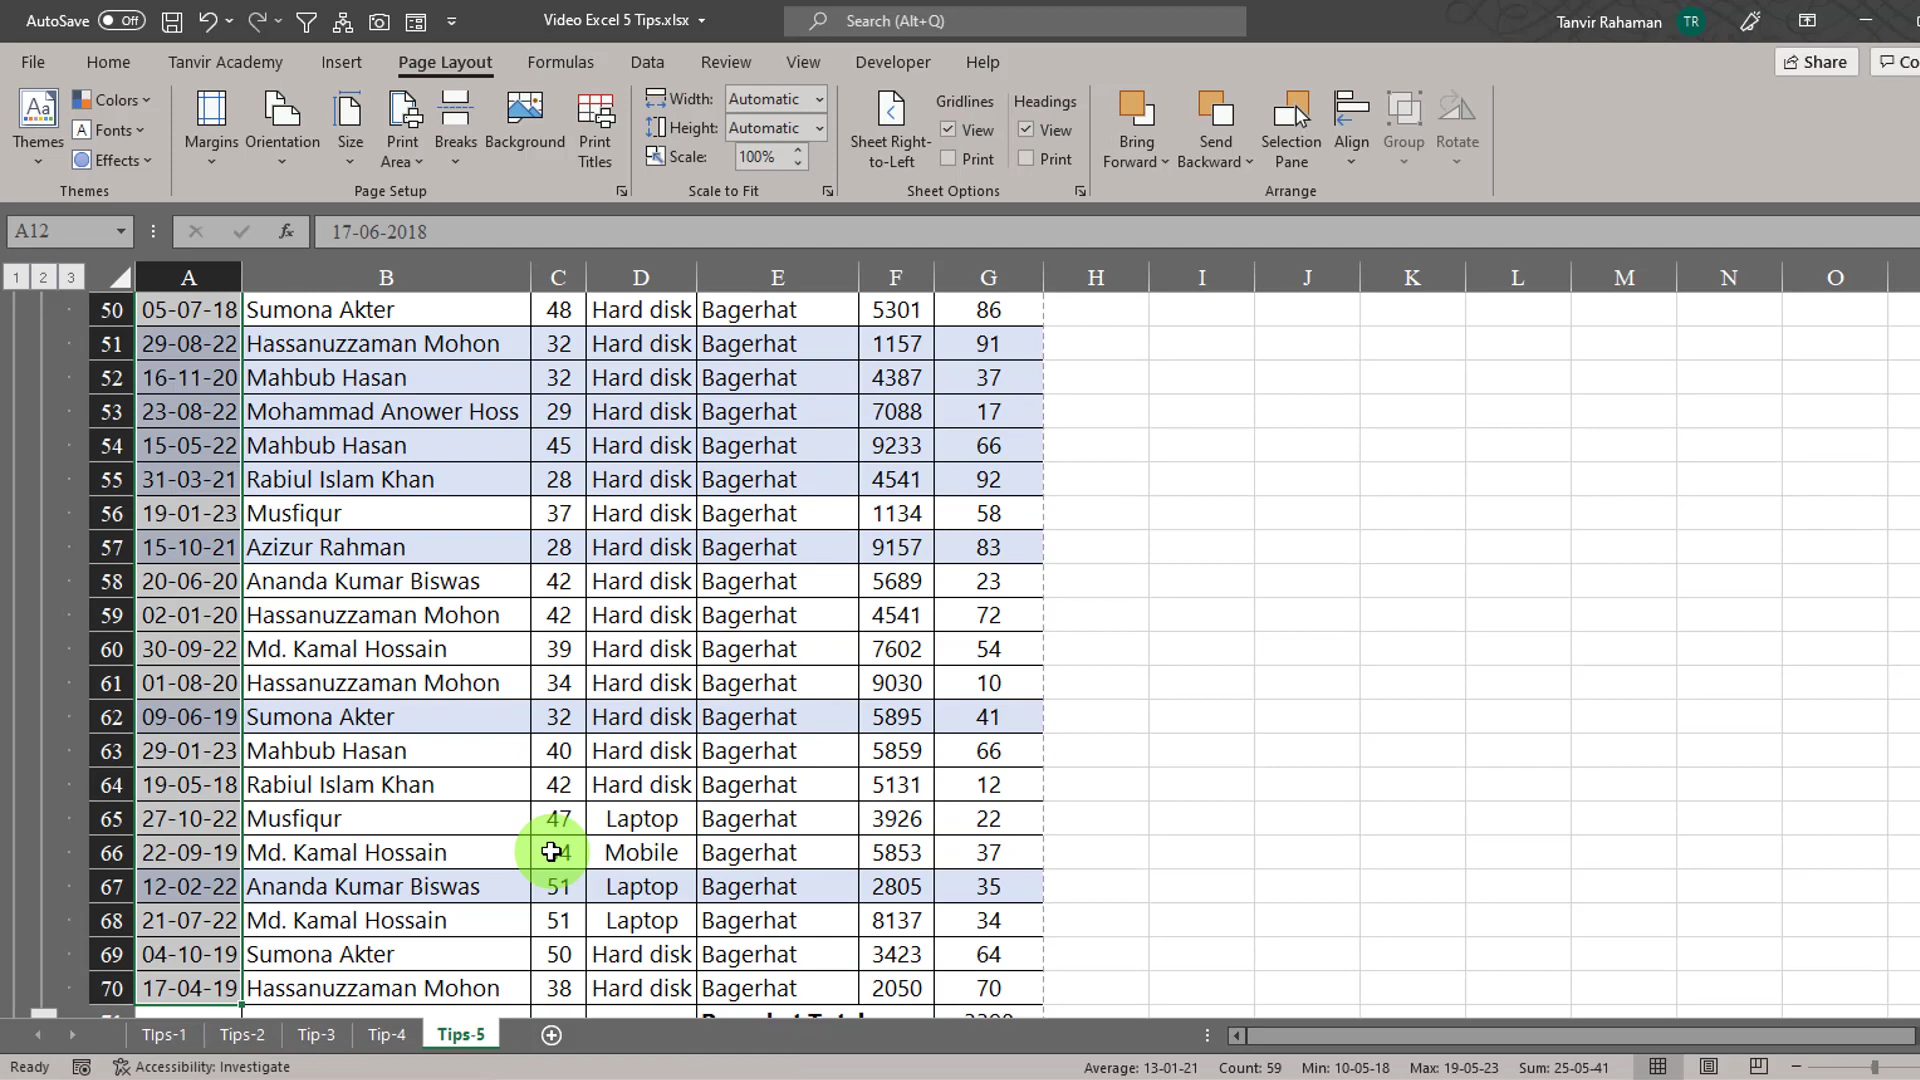 AutoSave Off Video Excel 5 Tips.xlsx Search (Alt+Q) Tanvir Rahaman TR
File Home Tanvir Academy Insert Page Layout Formulas Data Review View Developer Help Share
Themes Colors Fonts Effects Themes
Margins Orientation Size Print Area Breaks Background Print Titles Page Setup
Width: Automatic Height: Automatic Scale: 100% Scale to Fit
Sheet Right-to-Left Gridlines View Print Headings View Print Sheet Options
Bring Forward Send Backward Selection Pane Align Group Rotate Arrange
A12 fx 17-06-2018
1 2 3 A B C D E F G H I J K L M N O
50 05-07-18 Sumona Akter 48 Hard disk Bagerhat 5301 86
51 29-08-22 Hassanuzzaman Mohon 32 Hard disk Bagerhat 1157 91
52 16-11-20 Mahbub Hasan 32 Hard disk Bagerhat 4387 37
53 23-08-22 Mohammad Anower Hoss 29 Hard disk Bagerhat 7088 17
54 15-05-22 Mahbub Hasan 45 Hard disk Bagerhat 9233 66
55 31-03-21 Rabiul Islam Khan 28 Hard disk Bagerhat 4541 92
56 19-01-23 Musfiqur 37 Hard disk Bagerhat 1134 58
57 15-10-21 Azizur Rahman 28 Hard disk Bagerhat 9157 83
58 20-06-20 Ananda Kumar Biswas 42 Hard disk Bagerhat 5689 23
59 02-01-20 Hassanuzzaman Mohon 42 Hard disk Bagerhat 4541 72
60 30-09-22 Md. Kamal Hossain 39 Hard disk Bagerhat 7602 54
61 01-08-20 Hassanuzzaman Mohon 34 Hard disk Bagerhat 9030 10
62 09-06-19 Sumona Akter 32 Hard disk Bagerhat 5895 41
63 29-01-23 Mahbub Hasan 40 Hard disk Bagerhat 5859 66
64 19-05-18 Rabiul Islam Khan 42 Hard disk Bagerhat 5131 12
65 27-10-22 Musfiqur 47 Laptop Bagerhat 3926 22
66 22-09-19 Md. Kamal Hossain Mobile Bagerhat 5853 37
67 12-02-22 Ananda Kumar Biswas 51 Laptop Bagerhat 2805 35
68 21-07-22 Md. Kamal Hossain 51 Laptop Bagerhat 8137 34
69 04-10-19 Sumona Akter 50 Hard disk Bagerhat 3423 64
70 17-04-19 Hassanuzzaman Mohon 38 Hard disk Bagerhat 2050 70
TIps-1 Tips-2 Tip-3 Tip-4 Tips-5
Ready Accessibility: Investigate Average: 13-01-21 Count: 59 Min: 10-05-18 Max: 19-05-23 Sum: 25-05-41